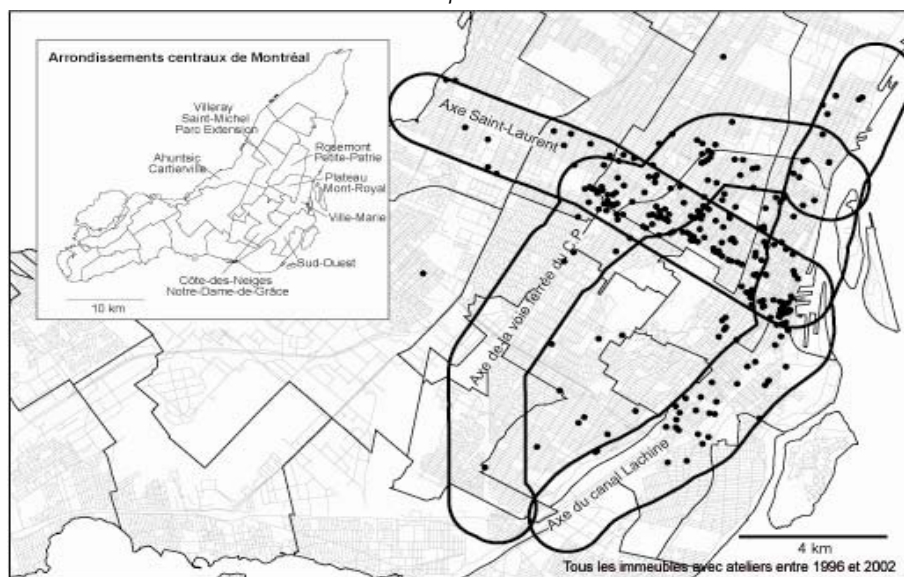 Arrondissements centraux de Montréal
Villeray
Saint-Michel
Parc Extension
Ahuntsic
Cartierville
Rosemont
Petite-Patrie
Plateau
Mont-Royal
Ville-Marie
Sud-Ouest
Côte-des-Neiges
Notre-Dame-de-Grâce
10 km
Axe Saint-Laurent
Axe de la voie ferrée du C.P.
Axe du canal Lachine
4 km
Tous les immeubles avec ateliers entre 1996 et 2002